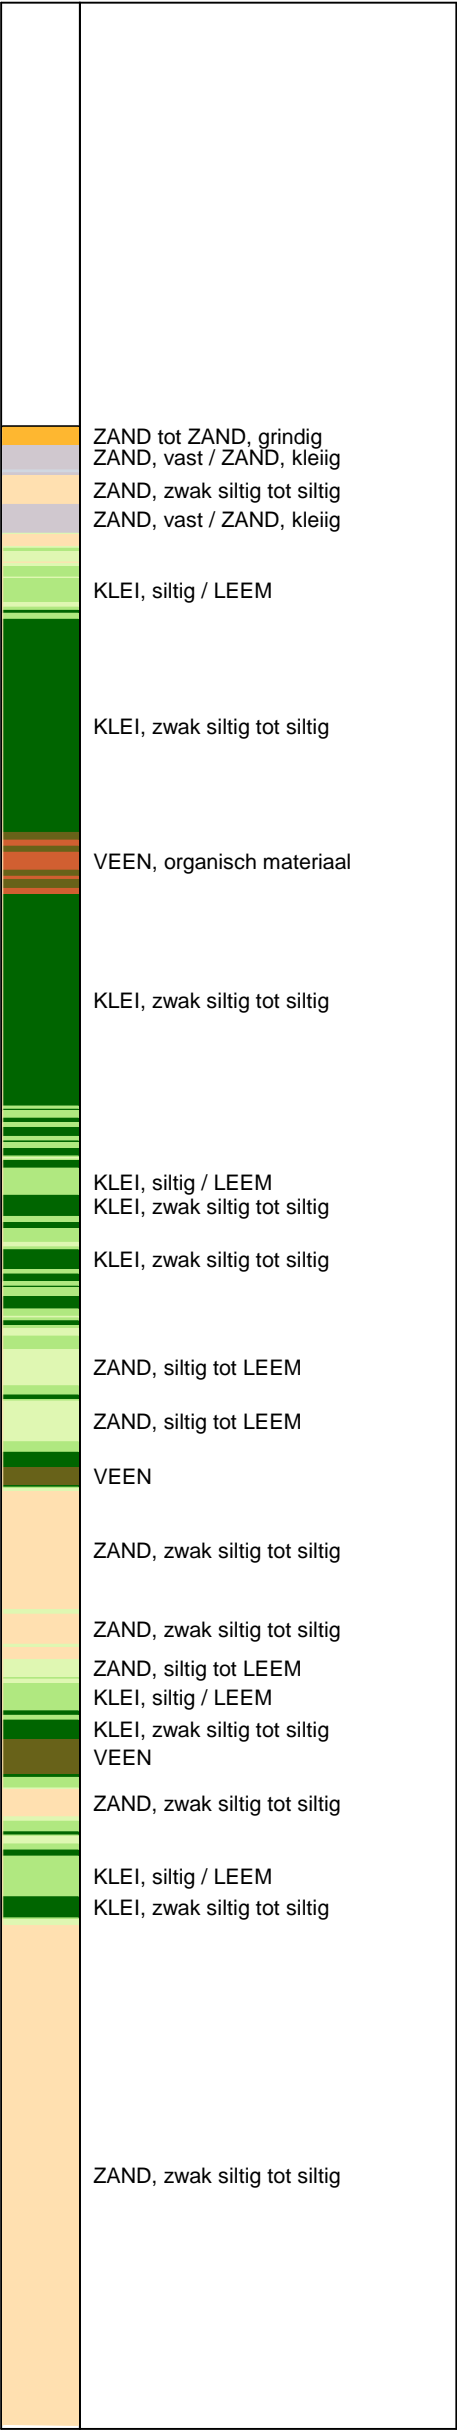 ZAND tot ZAND, grindig
ZAND, vast / ZAND, kleiig
ZAND, zwak siltig tot siltig
ZAND, vast / ZAND, kleiig
KLEI, siltig / LEEM
KLEI, zwak siltig tot siltig
VEEN, organisch materiaal
KLEI, zwak siltig tot siltig
KLEI, siltig / LEEM
KLEI, zwak siltig tot siltig
KLEI, zwak siltig tot siltig
ZAND, siltig tot LEEM
ZAND, siltig tot LEEM
VEEN
ZAND, zwak siltig tot siltig
ZAND, zwak siltig tot siltig
ZAND, siltig tot LEEM
KLEI, siltig / LEEM
KLEI, zwak siltig tot siltig
VEEN
ZAND, zwak siltig tot siltig
KLEI, siltig / LEEM
KLEI, zwak siltig tot siltig
ZAND, zwak siltig tot siltig